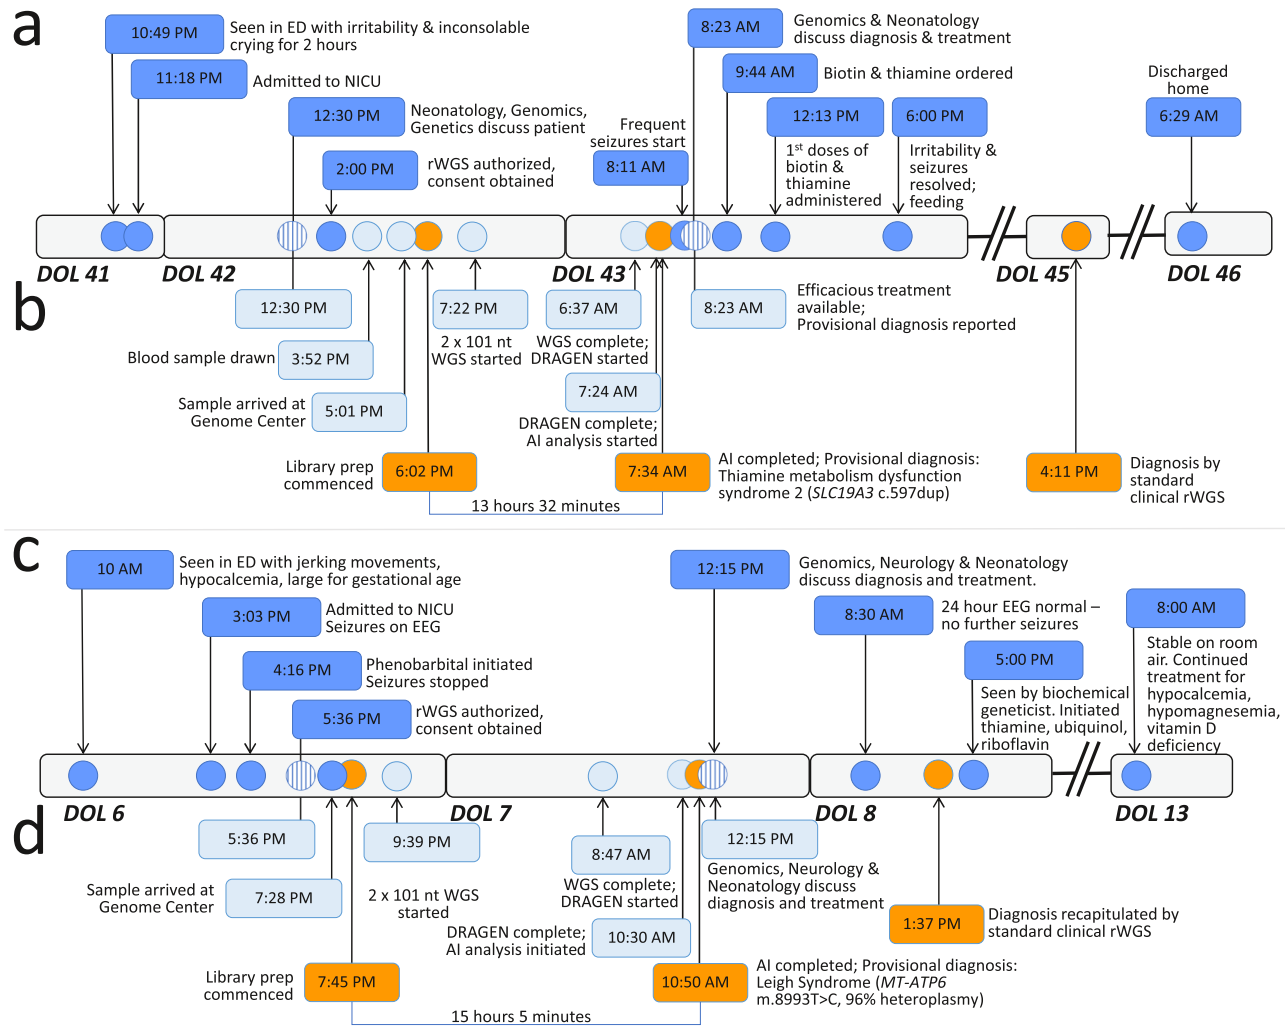 a
10:49 PM
Seen in ED with irritability & inconsolable
crying for 2 hours
11:18 PM
Admitted to NICU
12:30 PM
Neonatology, Genomics,
Genetics discuss patient
2:00 PM
rWGS authorized,
consent obtained
Frequent
seizures start
8:11 AM
8:23 AM
Genomics & Neonatology
discuss diagnosis & treatment
9:44 AM
Biotin & thiamine ordered
12:13 PM
1st doses of
biotin &
thiamine
administered
6:00 PM
Irritability &
seizures
resolved;
feeding
Discharged
home
6:29 AM
DOL 41
DOL 42
DOL 43
DOL 45
DOL 46
b
12:30 PM
Blood sample drawn
3:52 PM
Sample arrived at
Genome Center
5:01 PM
Library prep
commenced
6:02 PM
7:22 PM
2 x 101 nt
WGS started
6:37 AM
WGS complete;
DRAGEN started
7:24 AM
DRAGEN complete;
AI analysis started
7:34 AM
AI completed; Provisional diagnosis:
Thiamine metabolism dysfunction
syndrome 2 (SLC19A3 c.597dup)
8:23 AM
Efficacious treatment
available;
Provisional diagnosis reported
4:11 PM
Diagnosis by
standard
clinical rWGS
13 hours 32 minutes
c
10 AM
Seen in ED with jerking movements,
hypocalcemia, large for gestational age
3:03 PM
Admitted to NICU
Seizures on EEG
4:16 PM
Phenobarbital initiated
Seizures stopped
5:36 PM
rWGS authorized,
consent obtained
12:15 PM
Genomics, Neurology & Neonatology
discuss diagnosis and treatment.
8:30 AM
24 hour EEG normal –
no further seizures
5:00 PM
Seen by biochemical
geneticist. Initiated
thiamine, ubiquinol,
riboflavin
8:00 AM
Stable on room
air. Continued
treatment for
hypocalcemia,
hypomagnesemia,
vitamin D
deficiency
DOL 6
DOL 7
DOL 8
DOL 13
d
5:36 PM
Sample arrived at
Genome Center
7:28 PM
Library prep
commenced
7:45 PM
9:39 PM
2 x 101 nt WGS
started
8:47 AM
WGS complete;
DRAGEN started
DRAGEN complete;
AI analysis initiated
10:30 AM
10:50 AM
AI completed; Provisional diagnosis:
Leigh Syndrome (MT-ATP6
m.8993T>C, 96% heteroplasmy)
12:15 PM
Genomics, Neurology &
Neonatology discuss
diagnosis and treatment
1:37 PM
Diagnosis recapitulated by
standard clinical rWGS
15 hours 5 minutes